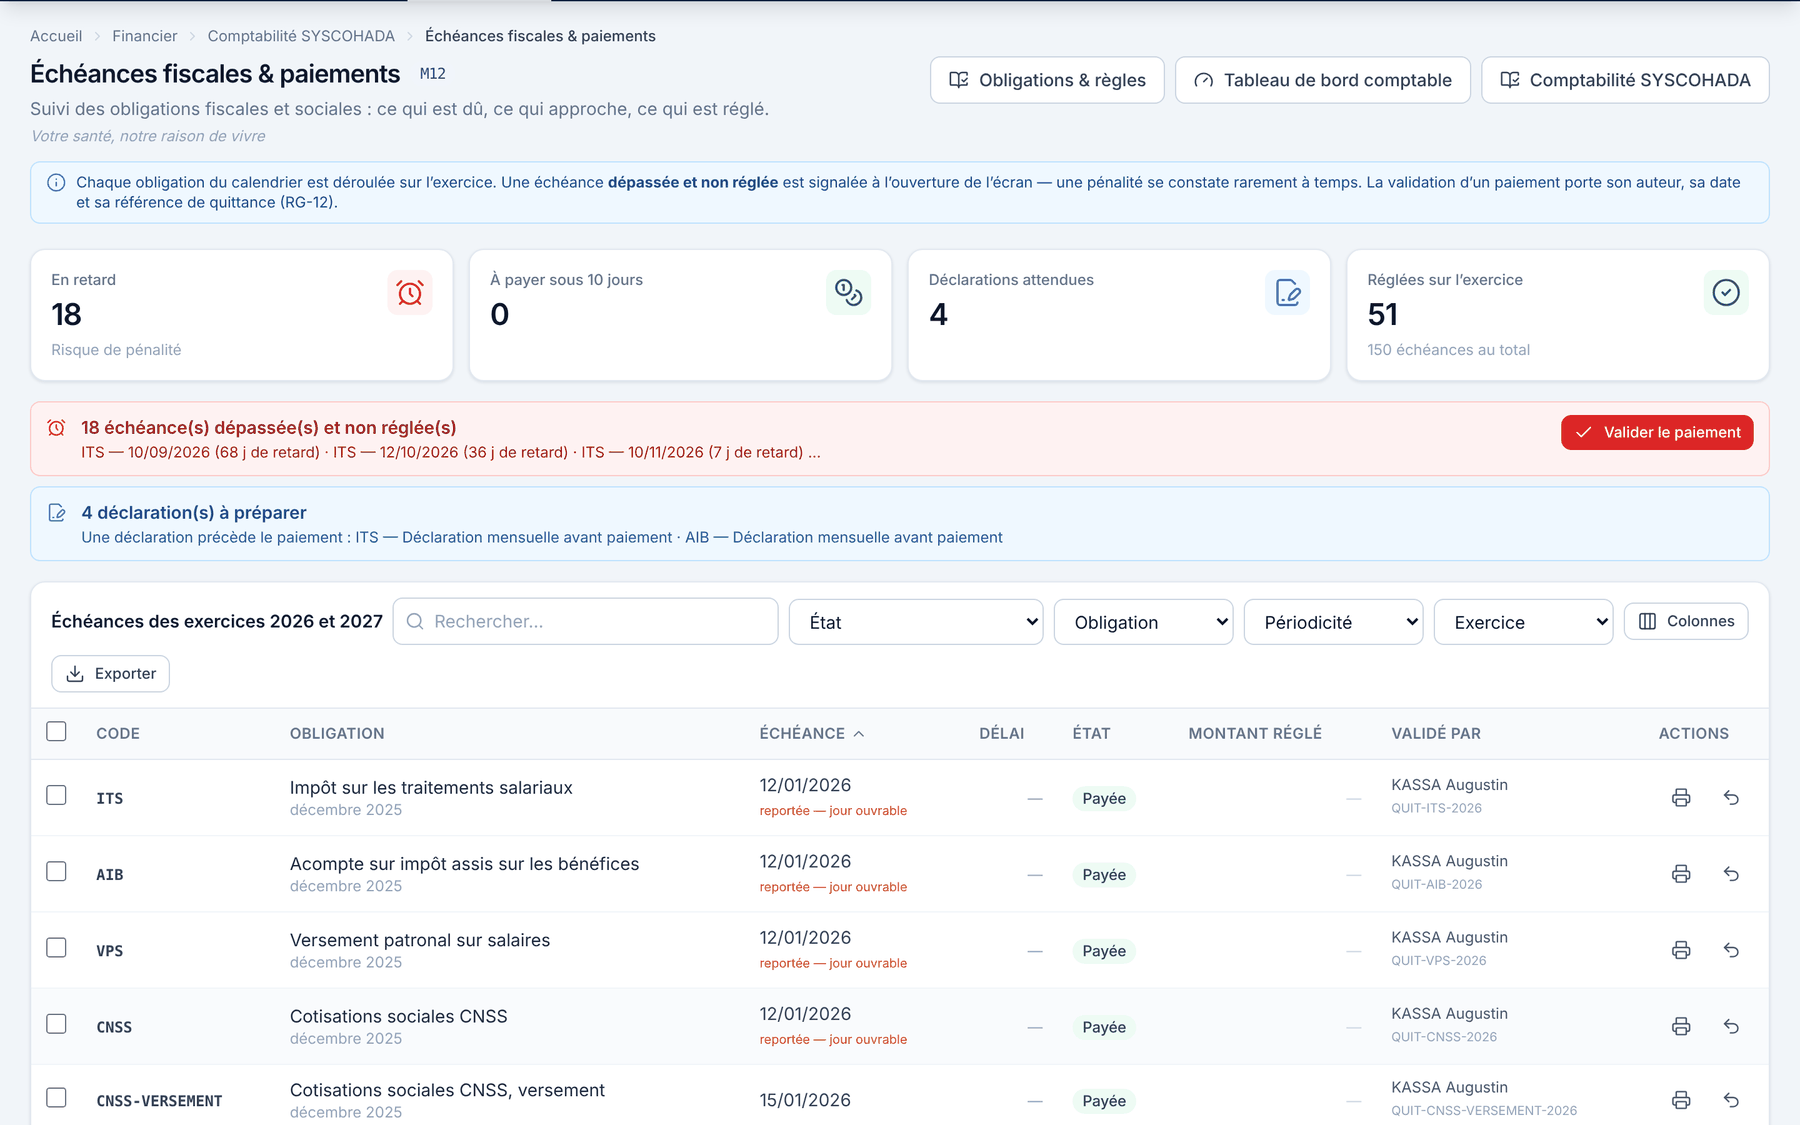 Accueil > Financier > Comptabilité SYSCOHADA > Échéances fiscales & paiements
Échéances fiscales & paiements M12
Obligations & règles
Tableau de bord comptable
Comptabilité SYSCOHADA
Suivi des obligations fiscales et sociales : ce qui est dû, ce qui approche, ce qui est réglé.
Votre santé, notre raison de vivre
Chaque obligation du calendrier est déroulée sur l’exercice. Une échéance dépassée et non réglée est signalée à l’ouverture de l’écran — une pénalité se constate rarement à temps. La validation d’un paiement porte son auteur, sa date
et sa référence de quittance (RG-12).
En retard
18
Risque de pénalité
À payer sous 10 jours
0
Déclarations attendues
4
Réglées sur l’exercice
51
150 échéances au total
18 échéance(s) dépassée(s) et non réglée(s)
ITS — 10/09/2026 (68 j de retard) · ITS — 12/10/2026 (36 j de retard) · ITS — 10/11/2026 (7 j de retard) ...
Valider le paiement
4 déclaration(s) à préparer
Une déclaration précède le paiement : ITS — Déclaration mensuelle avant paiement · AIB — Déclaration mensuelle avant paiement
Échéances des exercices 2026 et 2027 Rechercher... État Obligation Périodicité Exercice Colonnes
Exporter
CODE OBLIGATION ÉCHÉANCE DÉLAI ÉTAT MONTANT RÉGLÉ VALIDÉ PAR ACTIONS
ITS Impôt sur les traitements salariaux 12/01/2026 — Payée — KASSA Augustin
décembre 2025 reportée — jour ouvrable QUIT-ITS-2026
AIB Acompte sur impôt assis sur les bénéfices 12/01/2026 — Payée — KASSA Augustin
décembre 2025 reportée — jour ouvrable QUIT-AIB-2026
VPS Versement patronal sur salaires 12/01/2026 — Payée — KASSA Augustin
décembre 2025 reportée — jour ouvrable QUIT-VPS-2026
CNSS Cotisations sociales CNSS 12/01/2026 — Payée — KASSA Augustin
décembre 2025 reportée — jour ouvrable QUIT-CNSS-2026
CNSS-VERSEMENT Cotisations sociales CNSS, versement 15/01/2026 — Payée — KASSA Augustin
décembre 2025 QUIT-CNSS-VERSEMENT-2026